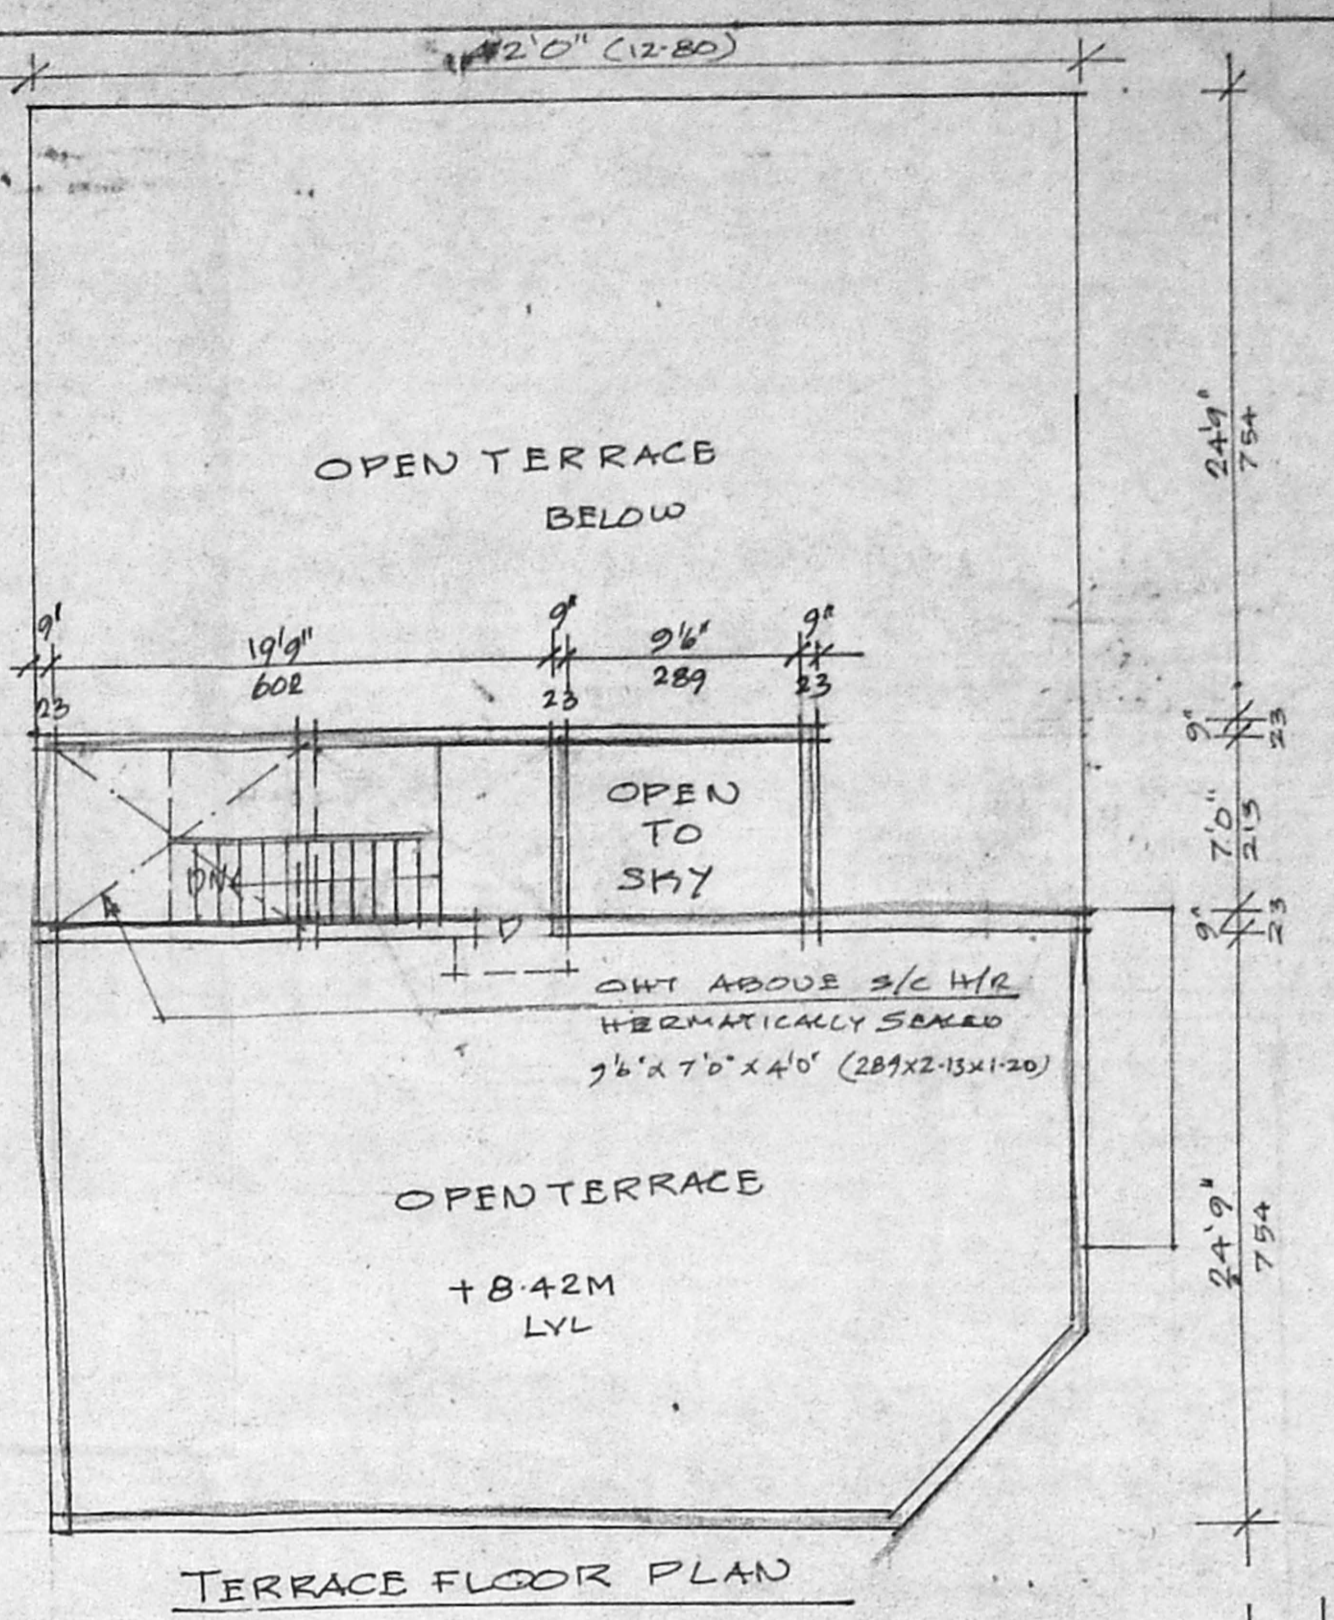 42'0" (12-80)
24'9"
754
OPEN TERRACE
BELOW
9'
19'9"
9"
9'6"
9"
23
602
23
289
23
9"
23
OPEN
TO
SKY
7'0"
213
DN
D
9"
23
OHT ABOVE S/C H/R
HERMATICALLY SEALED
9'6" x 7'0" x 4'0" (289x2-13x1-20)
OPEN TERRACE
+8.42M
LVL
24'9"
754
TERRACE FLOOR PLAN